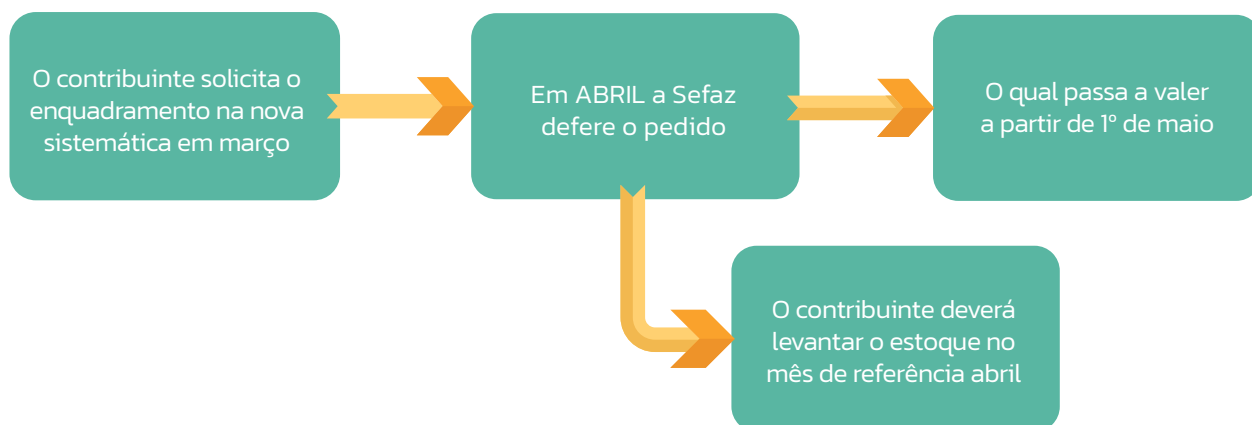 O contribuinte solicita o
enquadramento na nova
sistemática em março
Em ABRIL a Sefaz
defere o pedido
O qual passa a valer
a partir de 1° de maio
O contribuinte deverá
levantar o estoque no
mês de referência abril